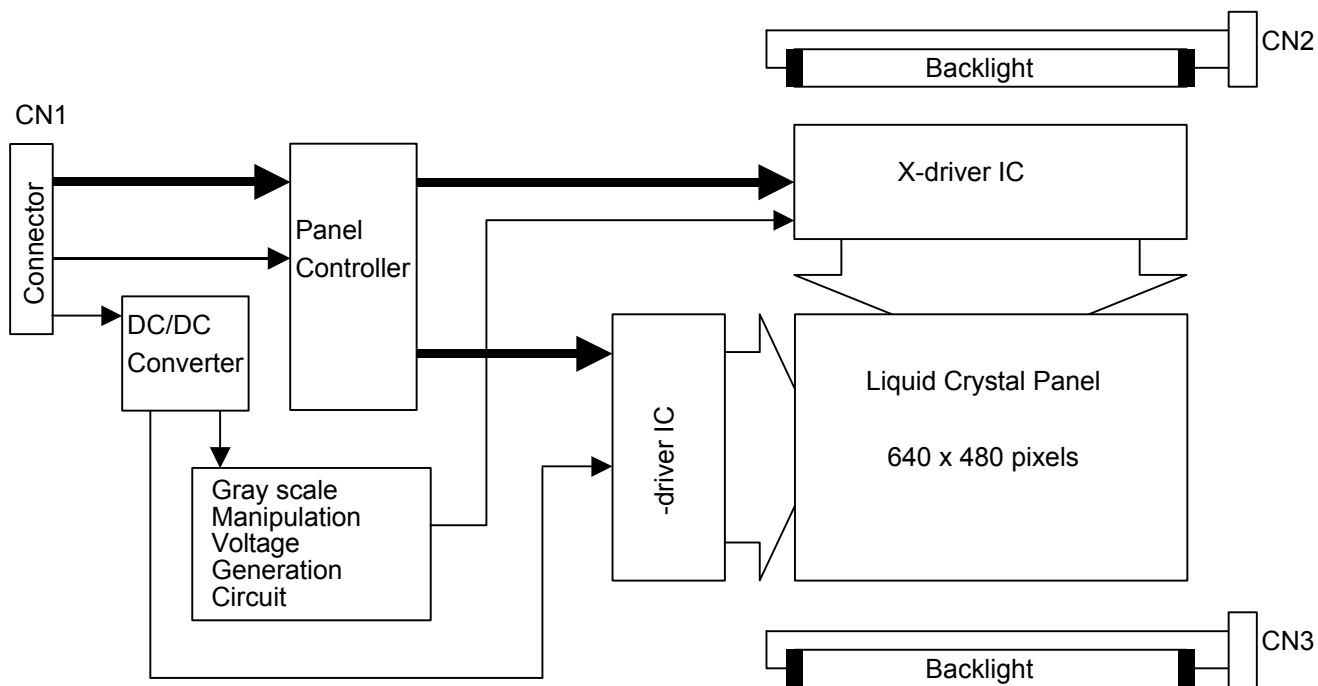 CN2
Backlight
CN1
Connector
Panel
Controller
X-driver IC
DC/DC
Converter
-driver IC
Liquid Crystal Panel
640 x 480 pixels
Gray scale
Manipulation
Voltage
Generation
Circuit
CN3
Backlight